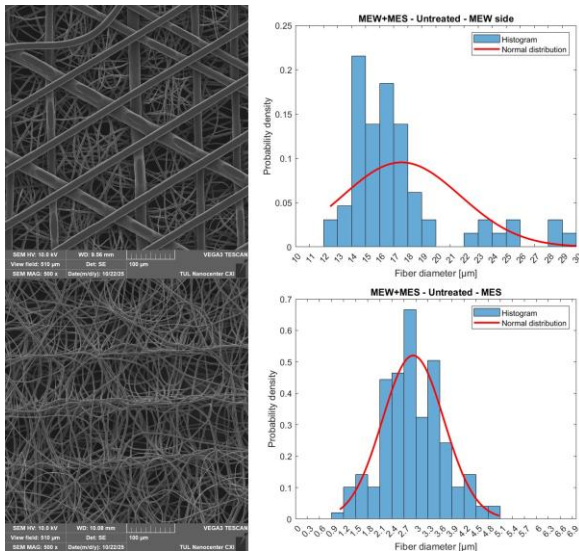 SEM HV: 10.0 kV WD: 9.06 mm VEGA3 TESCAN
View field: 510 µm Det: SE 100 µm
SEM MAG: 500 x Date(m/d/y): 10/22/25 TUL Nanocenter CXI
MEW+MES - Untreated - MEW side
Histogram
Normal distribution
Probability density
0.25
0.2
0.15
0.1
0.05
0
10 11 12 13 14 15 16 17 18 19 20 21 22 23 24 25 26 27 28 29 30
Fiber diameter [µm]
SEM HV: 10.0 kV WD: 10.08 mm VEGA3 TESCAN
View field: 510 µm Det: SE 100 µm
SEM MAG: 500 x Date(m/d/y): 10/22/25 TUL Nanocenter CXI
MEW+MES - Untreated - MES
Histogram
Normal distribution
Probability density
0.7
0.6
0.5
0.4
0.3
0.2
0.1
0
0 0.3 0.6 0.9 1.2 1.5 1.8 2.1 2.4 2.7 3 3.3 3.6 3.9 4.2 4.5 4.8 5.1 5.4 5.7 6 6.3 6.6 6.9
Fiber diameter [µm]